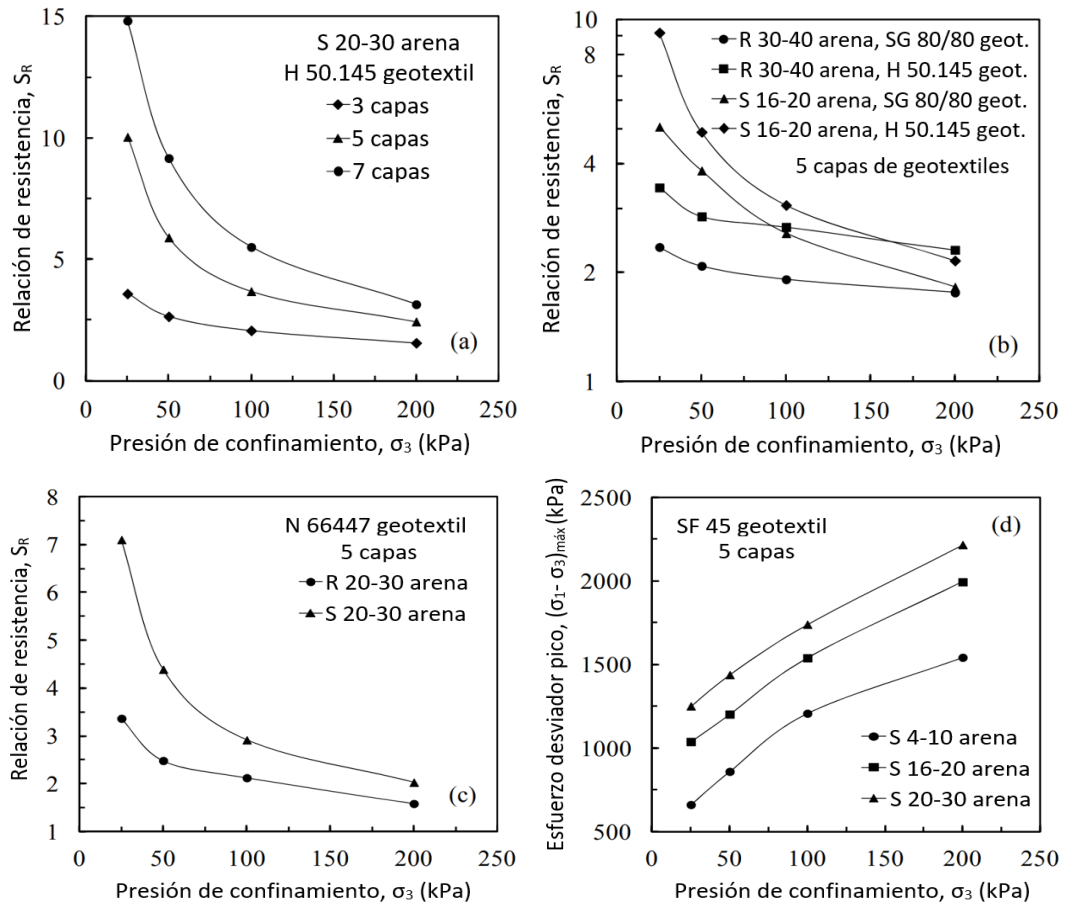 Relación de resistencia, SR
15
10
5
0
S 20-30 arena
H 50.145 geotextil
3 capas
5 capas
7 capas
(a)
0 50 100 150 200 250
Presión de confinamiento, σ3 (kPa)
Relación de resistencia, SR
10
8
6
4
2
1
R 30-40 arena, SG 80/80 geot.
R 30-40 arena, H 50.145 geot.
S 16-20 arena, SG 80/80 geot.
S 16-20 arena, H 50.145 geot.
5 capas de geotextiles
(b)
0 50 100 150 200 250
Presión de confinamiento, σ3 (kPa)
Relación de resistencia, SR
8
7
6
5
4
3
2
1
N 66447 geotextil
5 capas
R 20-30 arena
S 20-30 arena
(c)
0 50 100 150 200 250
Presión de confinamiento, σ3 (kPa)
Esfuerzo desviador pico, (σ1- σ3)máx (kPa)
2500
2000
1500
1000
500
SF 45 geotextil
5 capas
(d)
S 4-10 arena
S 16-20 arena
S 20-30 arena
0 50 100 150 200 250
Presión de confinamiento, σ3 (kPa)